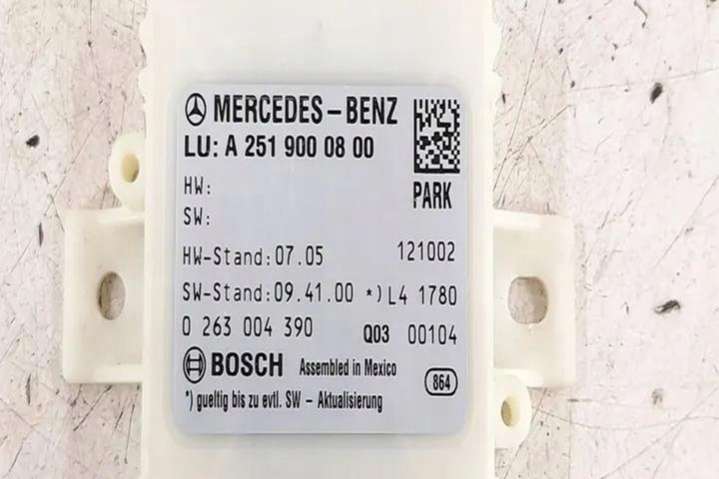 MERCEDES-BENZ
LU: A 251 900 08 00
HW:
SW:
PARK
HW-Stand: 07.05 121002
SW-Stand: 09.41.00 *) L4 1780
0 263 004 390 Q03 00104
BOSCH Assembled in Mexico 864
*) gueltig bis zu evtl. SW - Aktualisierung